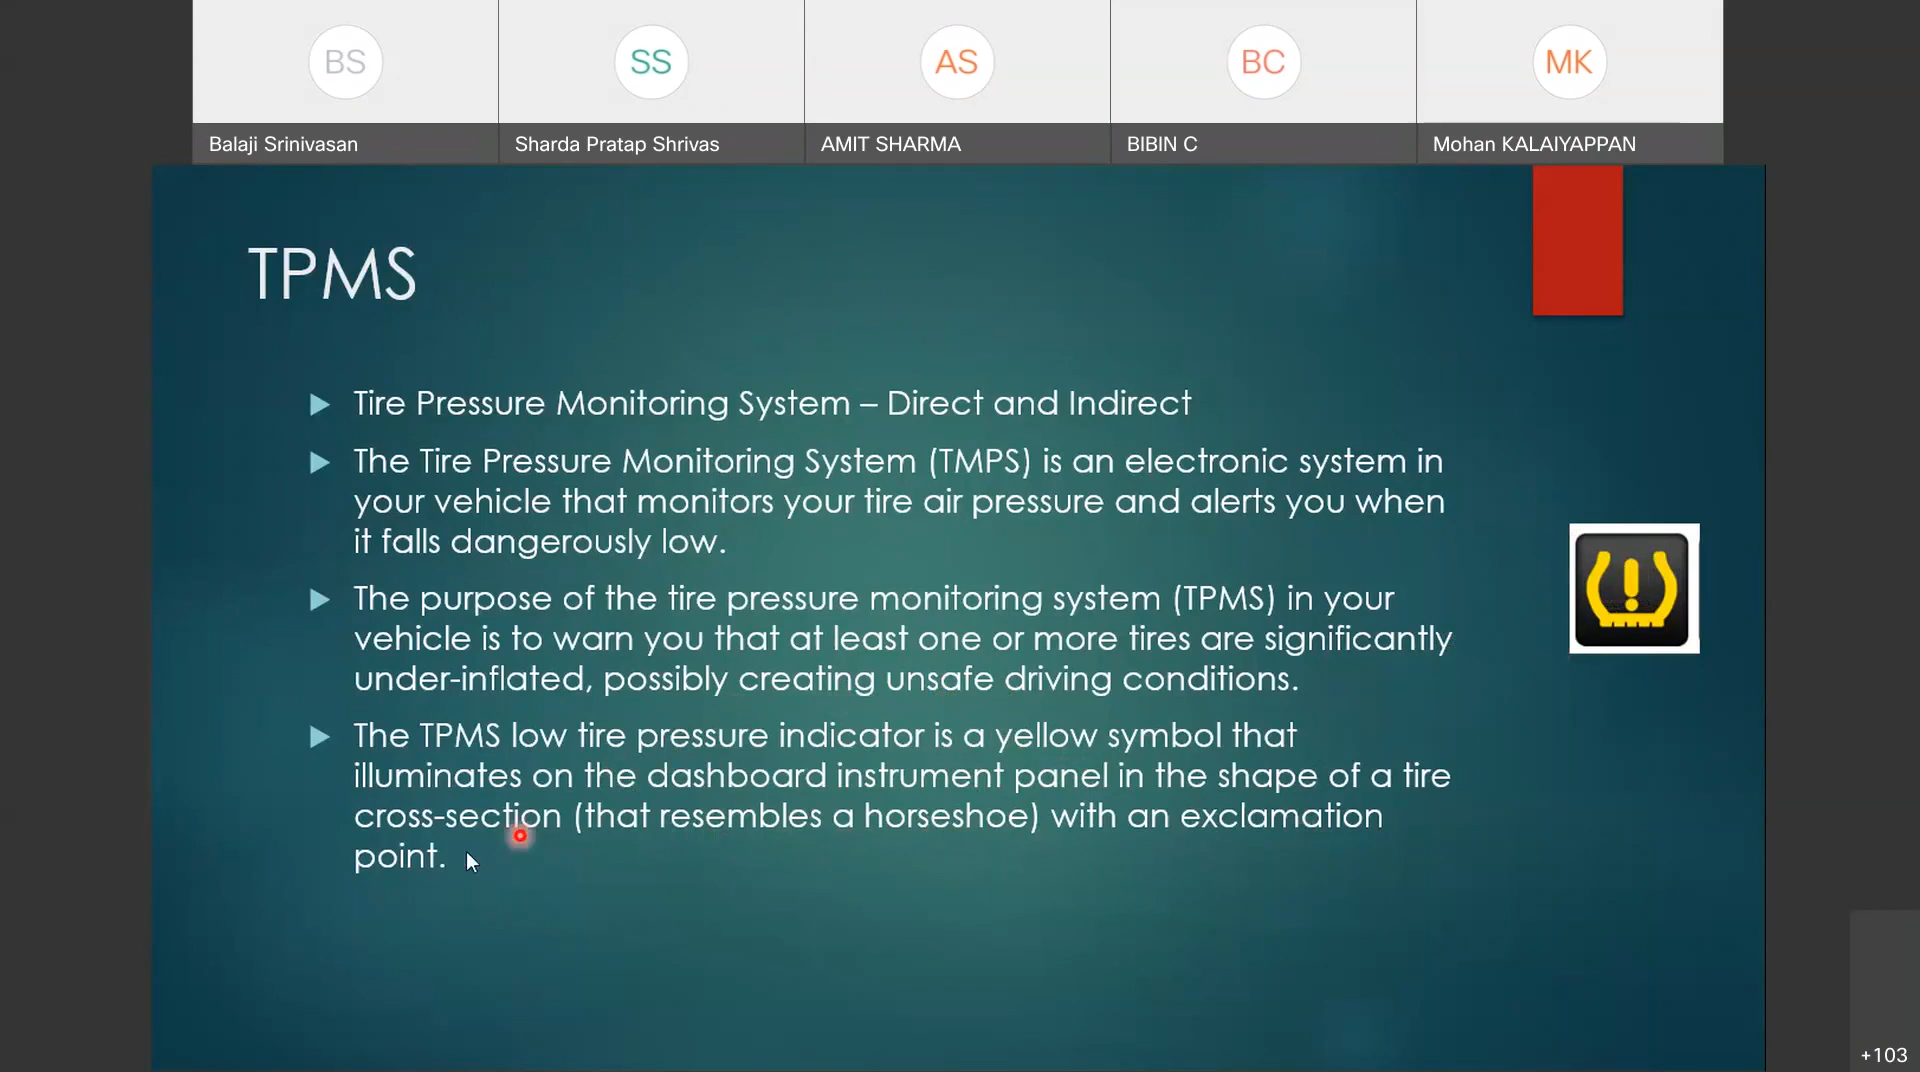 BS
SS
AS
BC
MK
Balaji Srinivasan
Sharda Pratap Shrivas
AMIT SHARMA
BIBIN C
Mohan KALAIYAPPAN
TPMS
Tire Pressure Monitoring System – Direct and Indirect
The Tire Pressure Monitoring System (TMPS) is an electronic system in
your vehicle that monitors your tire air pressure and alerts you when
it falls dangerously low.
The purpose of the tire pressure monitoring system (TPMS) in your
vehicle is to warn you that at least one or more tires are significantly
under-inflated, possibly creating unsafe driving conditions.
The TPMS low tire pressure indicator is a yellow symbol that
illuminates on the dashboard instrument panel in the shape of a tire
cross-section (that resembles a horseshoe) with an exclamation
point.
+103